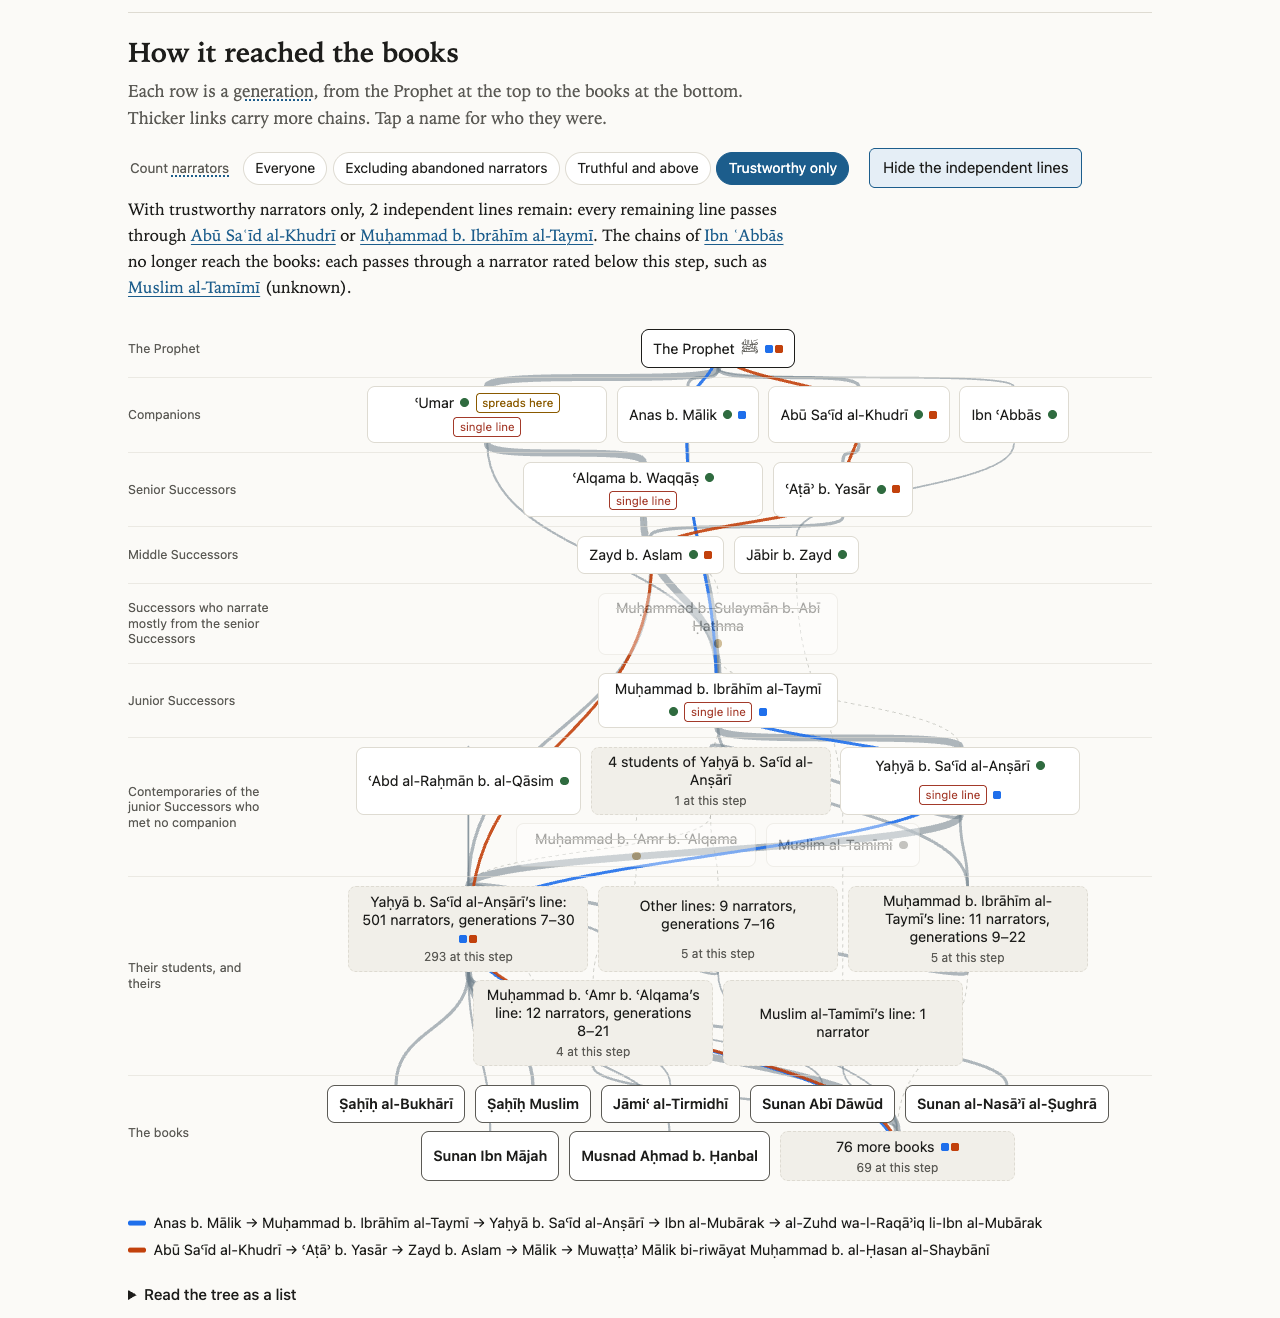 How it reached the books
Each row is a generation, from the Prophet at the top to the books at the bottom.
Thicker links carry more chains. Tap a name for who they were.
Count narrators Everyone Excluding abandoned narrators Truthful and above Trustworthy only Hide the independent lines
With trustworthy narrators only, 2 independent lines remain: every remaining line passes
through Abū Saʿīd al-Khudrī or Muḥammad b. Ibrāhīm al-Taymī. The chains of Ibn ʿAbbās
no longer reach the books: each passes through a narrator rated below this step, such as
Muslim al-Tamīmī (unknown).
The Prophet
The Prophet ﷺ
Companions
ʿUmar spreads here
single line
Anas b. Mālik
Abū Saʿīd al-Khudrī
Ibn ʿAbbās
Senior Successors
ʿAlqama b. Waqqāṣ
single line
ʿAṭāʾ b. Yasār
Middle Successors
Zayd b. Aslam
Jābir b. Zayd
Successors who narrate
mostly from the senior
Successors
Muḥammad b. Sulaymān b. Abī
Ḥathma
Junior Successors
Muḥammad b. Ibrāhīm al-Taymī
single line
Contemporaries of the
junior Successors who
met no companion
ʿAbd al-Raḥmān b. al-Qāsim
4 students of Yaḥyā b. Saʿīd al-
Anṣārī
1 at this step
Yaḥyā b. Saʿīd al-Anṣārī
single line
Muḥammad b. ʿAmr b. ʿAlqama
Muslim al-Tamīmī
Their students, and
theirs
Yaḥyā b. Saʿīd al-Anṣārī’s line:
501 narrators, generations 7–30
293 at this step
Other lines: 9 narrators,
generations 7–16
5 at this step
Muḥammad b. Ibrāhīm al-
Taymī’s line: 11 narrators,
generations 9–22
5 at this step
Muḥammad b. ʿAmr b. ʿAlqama’s
line: 12 narrators, generations
8–21
4 at this step
Muslim al-Tamīmī’s line: 1
narrator
The books
Ṣaḥīḥ al-Bukhārī
Ṣaḥīḥ Muslim
Jāmiʿ al-Tirmidhī
Sunan Abī Dāwūd
Sunan al-Nasāʾī al-Ṣughrā
Sunan Ibn Mājah
Musnad Aḥmad b. Ḥanbal
76 more books
69 at this step
Anas b. Mālik → Muḥammad b. Ibrāhīm al-Taymī → Yaḥyā b. Saʿīd al-Anṣārī → Ibn al-Mubārak → al-Zuhd wa-l-Raqāʾiq li-Ibn al-Mubārak
Abū Saʿīd al-Khudrī → ʿAṭāʾ b. Yasār → Zayd b. Aslam → Mālik → Muwaṭṭaʾ Mālik bi-riwāyat Muḥammad b. al-Ḥasan al-Shaybānī
Read the tree as a list